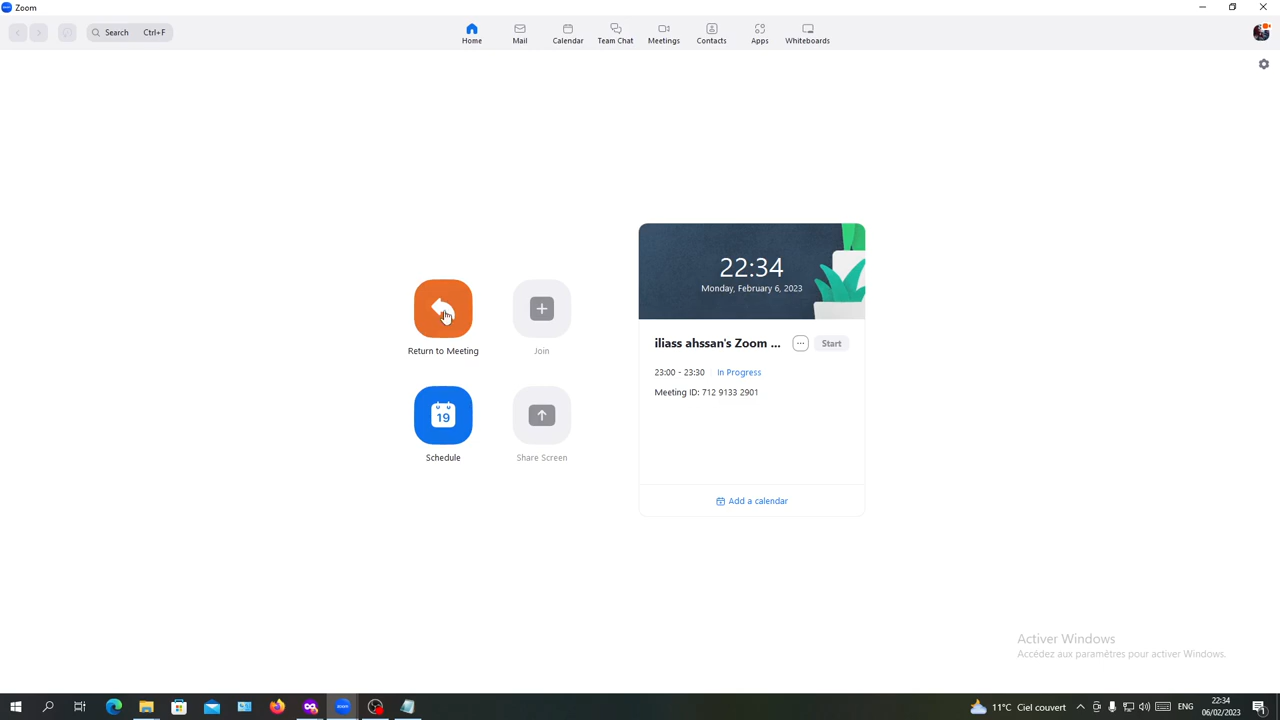 Zoom
Search Ctrl+F
Home
Mail
Calendar
Team Chat
Meetings
Contacts
Apps
Whiteboards
22:34
Monday, February 6, 2023
Return to Meeting
Join
iliass ahssan's Zoom ...
Start
23:00 - 23:30 In Progress
Meeting ID: 712 9133 2901
19
Schedule
Share Screen
Add a calendar
Activer Windows
Accédez aux paramètres pour activer Windows.
zoom
11°C Ciel couvert
ENG
22:34
06/02/2023
1